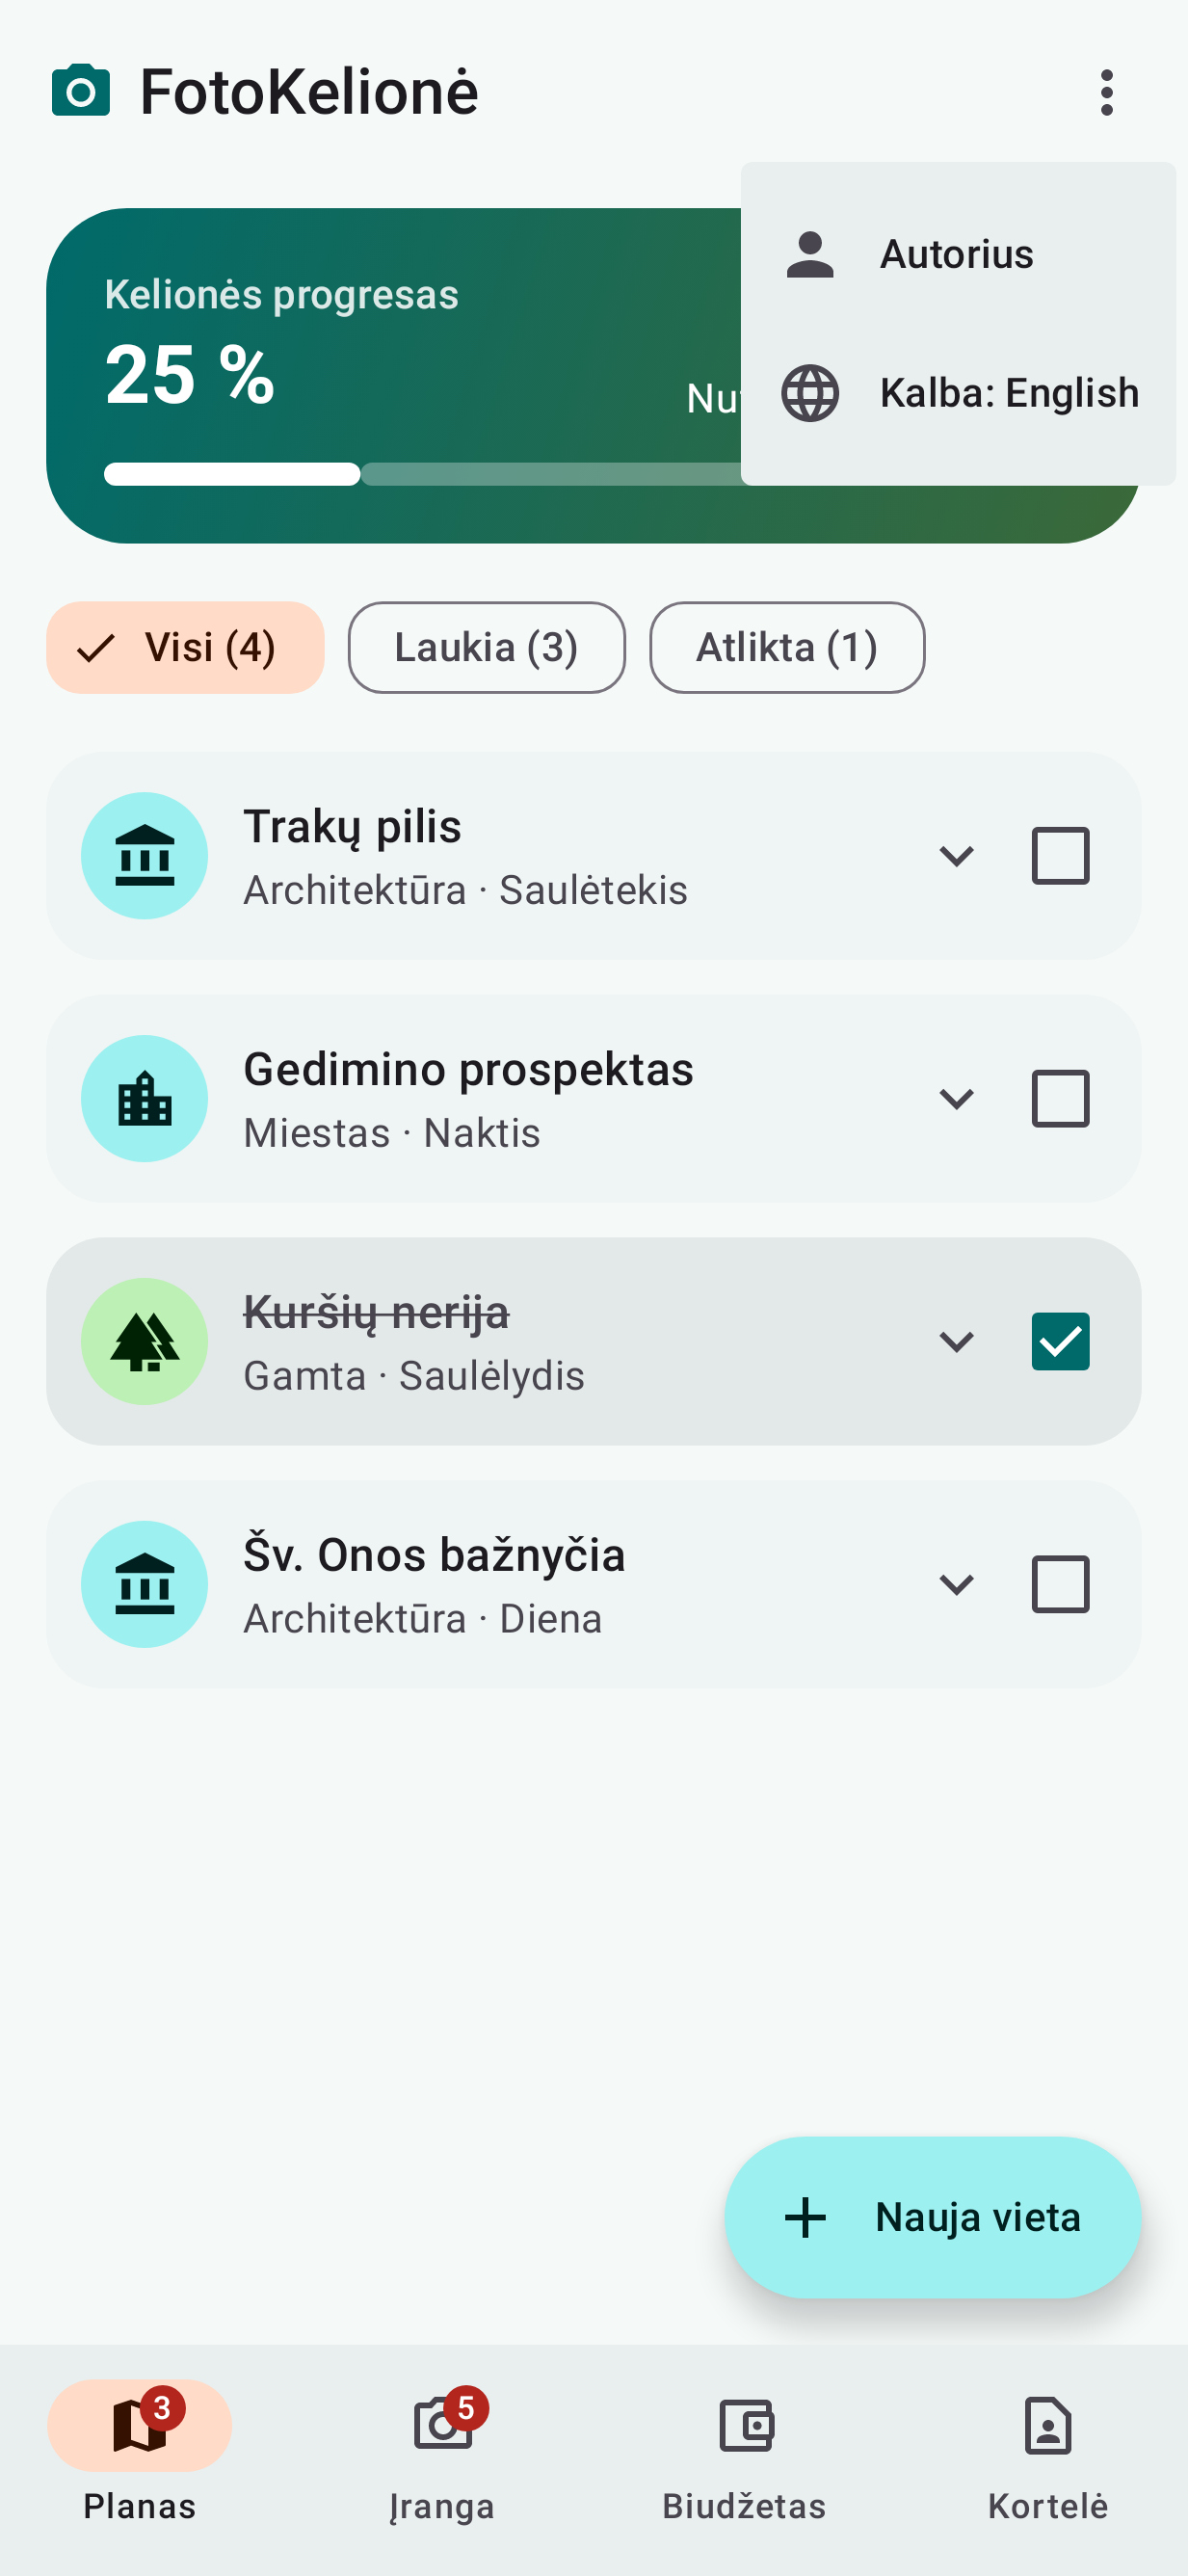 FotoKelionė
Autorius
Kalba: English
Kelionės progresas
25 %
Visi (4)
Laukia (3)
Atlikta (1)
Trakų pilis
Architektūra · Saulėtekis
Gedimino prospektas
Miestas · Naktis
Kuršių nerija
Gamta · Saulėlydis
Šv. Onos bažnyčia
Architektūra · Diena
Nauja vieta
3
5
Planas
Įranga
Biudžetas
Kortelė